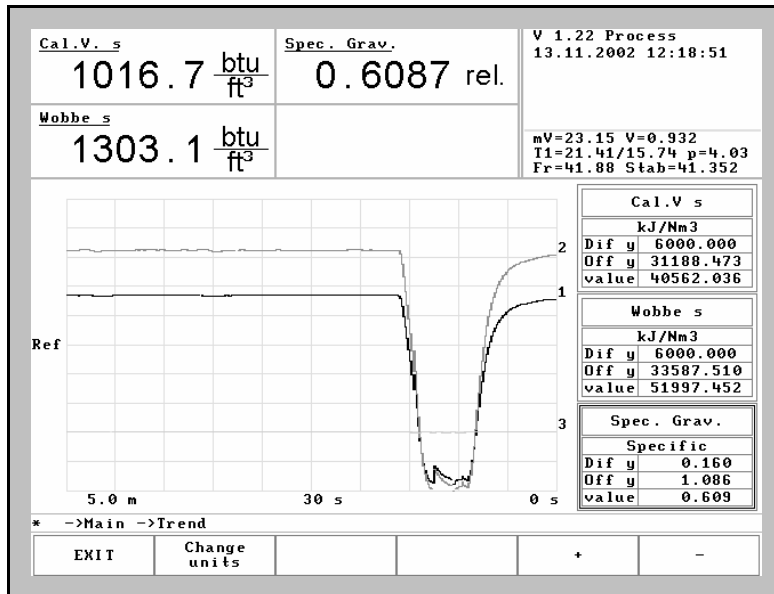 Cal.V. s
1016.7 btu/ft³
Spec. Grav.
0.6087 rel.
V 1.22 Process
13.11.2002 12:18:51
Wobbe s
1303.1 btu/ft³
mV=23.15 V=0.932
T1=21.41/15.74 p=4.03
Fr=41.88 Stab=41.352
2
1
Ref
3
5.0 m 30 s 0 s
Cal.V s
kJ/Nm3
Dif y 6000.000
Off y 31188.473
value 40562.036
Wobbe s
kJ/Nm3
Dif y 6000.000
Off y 33587.510
value 51997.452
Spec. Grav.
Specific
Dif y 0.160
Off y 1.086
value 0.609
* ->Main ->Trend
EXIT
Change
units
+
-